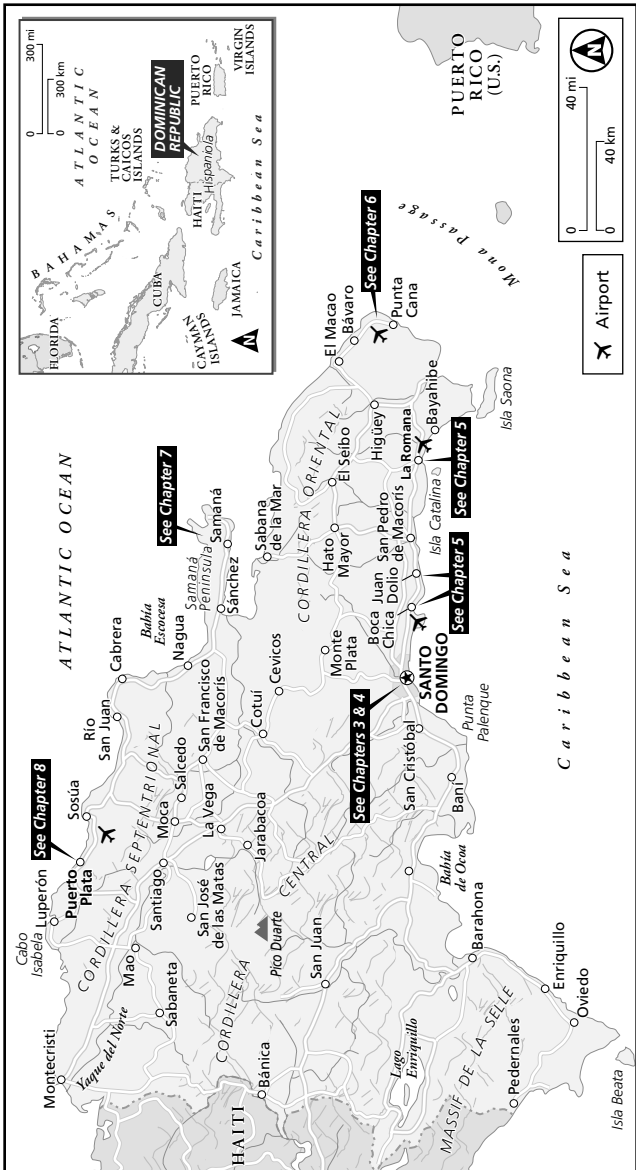 ATLANTIC OCEAN
Caribbean Sea
Mona Passage
PUERTO
RICO
(U.S.)
HAITI
Montecristi
Yaque del Norte
Cabo
Isabela
Luperón
Puerto
Plata
See Chapter 8
Sosúa
Río
San Juan
Cabrera
Bahía
Escocesa
Nagua
Samaná
Peninsula
Samaná
See Chapter 7
Sánchez
CORDILLERA SEPTENTRIONAL
Mao
Sabaneta
Santiago
Moca
Salcedo
San Francisco
de Macorís
La Vega
San José
de las Matas
Jarabacoa
Cotuí
Cevicos
Sabana
de la Mar
CORDILLERA CENTRAL
Pico Duarte
CORDILLERA ORIENTAL
El Macao
Bávaro
See Chapter 6
Punta
Cana
Higüey
El Seibo
Hato
Mayor
Monte
Plata
Bánica
San Juan
See Chapters 3 & 4
SANTO
DOMINGO
Boca
Chica
Juan
Dolio
San Pedro
de Macorís
La Romana
Bayahibe
See Chapter 5
See Chapter 5
Isla Catalina
Isla Saona
San Cristóbal
Baní
Punta
Palenque
Bahía
de Ocoa
Lago
Enriquillo
MASSIF DE LA SELLE
Barahona
Enriquillo
Oviedo
Pedernales
Isla Beata
FLORIDA
BAHAMAS
ATLANTIC
OCEAN
TURKS &
CAICOS
ISLANDS
CUBA
CAYMAN
ISLANDS
JAMAICA
HAITI
Hispaniola
DOMINICAN
REPUBLIC
PUERTO
RICO
VIRGIN
ISLANDS
Caribbean Sea
N
0
300 mi
0
300 km
Airport
0
40 mi
0
40 km
N